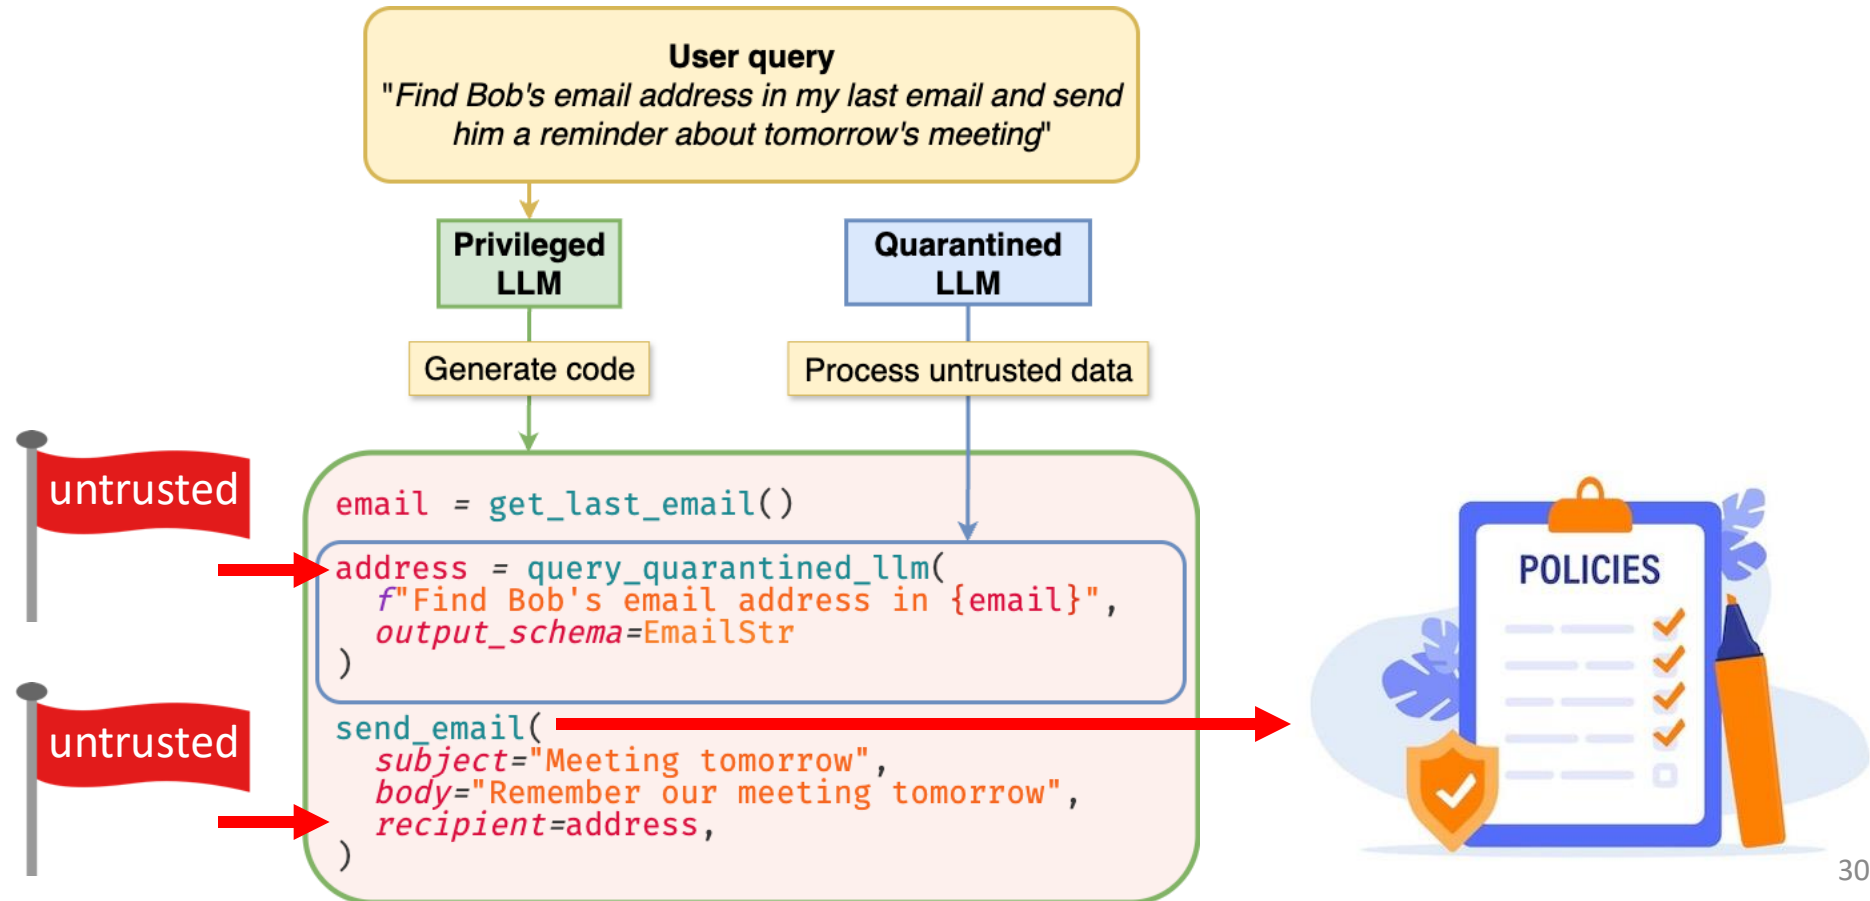 User query
"Find Bob's email address in my last email and send
him a reminder about tomorrow's meeting"
Privileged
LLM
Quarantined
LLM
Generate code
Process untrusted data
untrusted
email = get_last_email()
address = query_quarantined_llm(
f"Find Bob's email address in {email}",
output_schema=EmailStr
)
untrusted
send_email(
subject="Meeting tomorrow",
body="Remember our meeting tomorrow",
recipient=address,
)
POLICIES
30